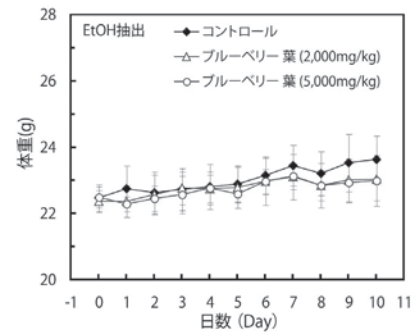 EtOH抽出
コントロール
ブルーベリー 葉 (2,000mg/kg)
ブルーベリー 葉 (5,000mg/kg)
体重(g)
26
24
22
20
-1 0 1 2 3 4 5 6 7 8 9 10 11
日数 (Day)